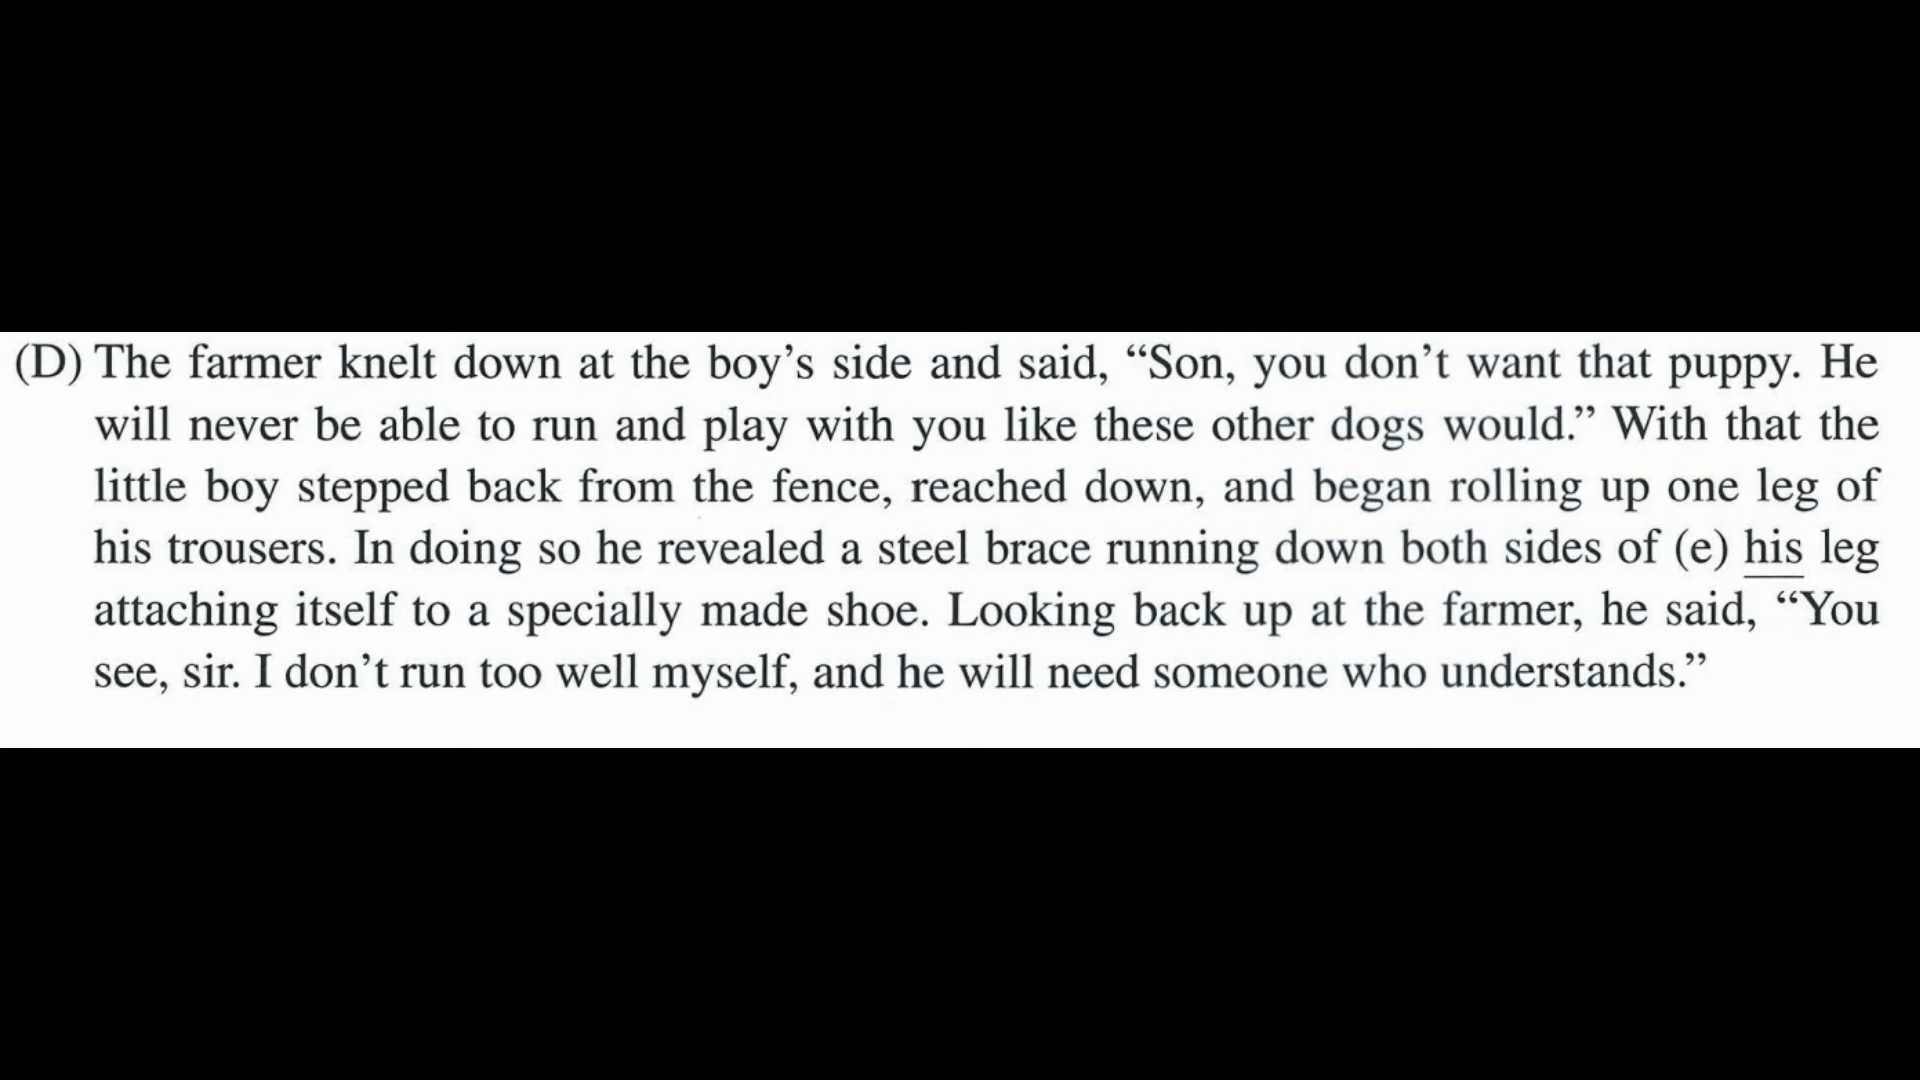 (D) The farmer knelt down at the boy’s side and said, “Son, you don’t want that puppy. He
will never be able to run and play with you like these other dogs would.” With that the
little boy stepped back from the fence, reached down, and began rolling up one leg of
his trousers. In doing so he revealed a steel brace running down both sides of (e) his leg
attaching itself to a specially made shoe. Looking back up at the farmer, he said, “You
see, sir. I don’t run too well myself, and he will need someone who understands.”